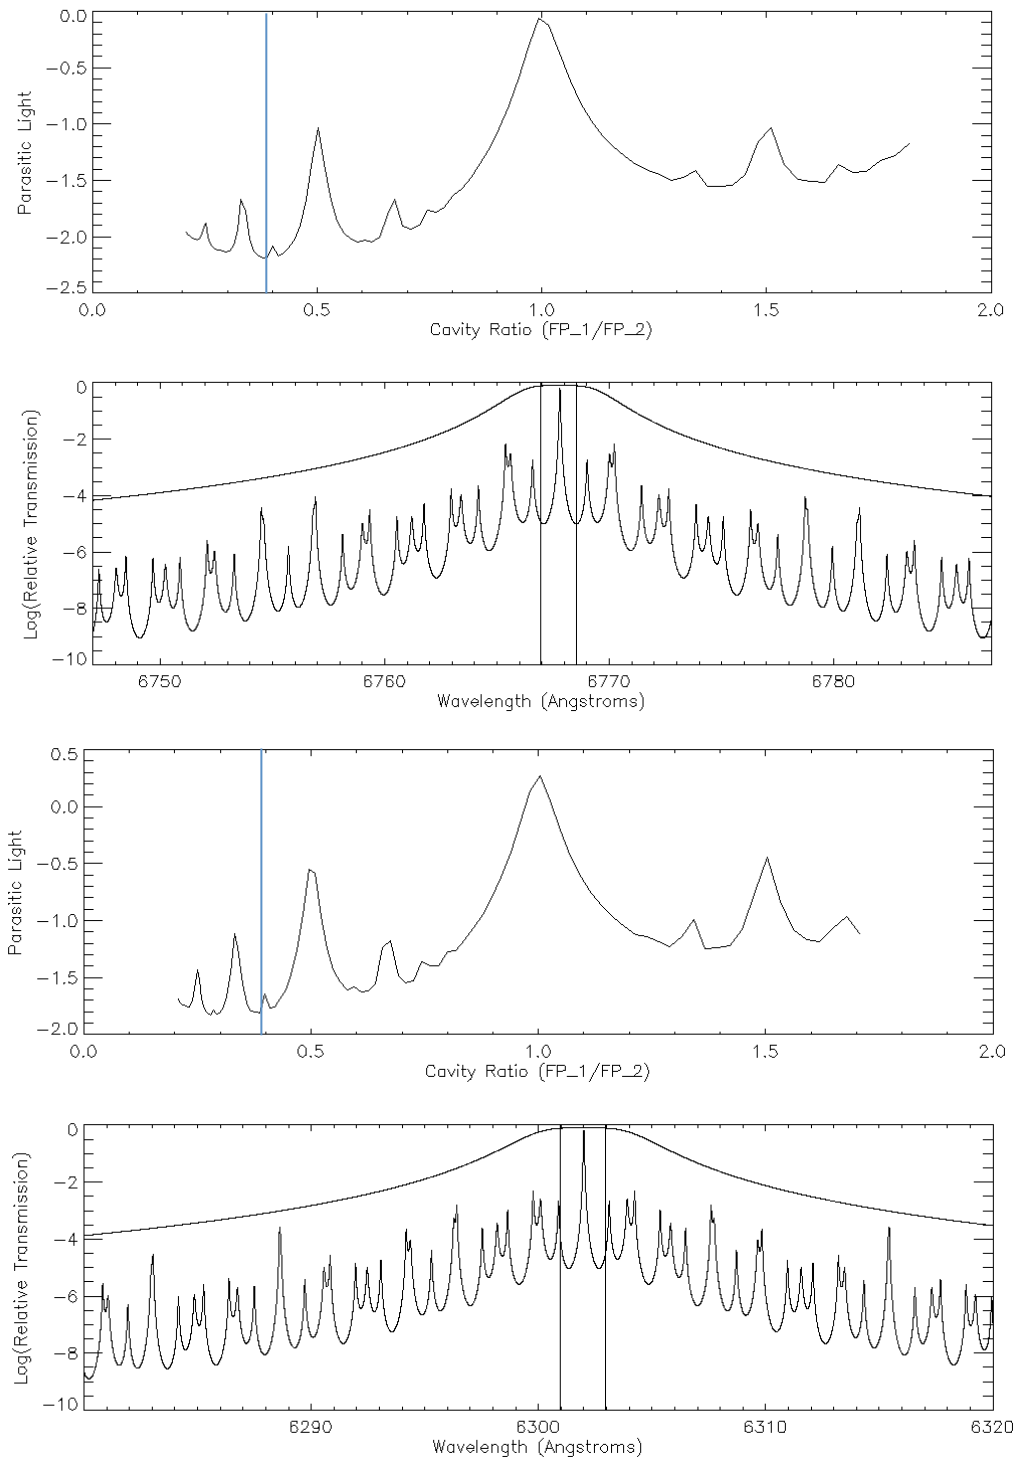 0.0
-0.5
-1.0
-1.5
-2.0
-2.5
Parasitic Light
0.0 0.5 1.0 1.5 2.0
Cavity Ratio (FP_1/FP_2)
0
-2
-4
-6
-8
-10
Log(Relative Transmission)
6750 6760 6770 6780
Wavelength (Angstroms)
0.5
0.0
-0.5
-1.0
-1.5
-2.0
Parasitic Light
0.0 0.5 1.0 1.5 2.0
Cavity Ratio (FP_1/FP_2)
0
-2
-4
-6
-8
-10
Log(Relative Transmission)
6290 6300 6310 6320
Wavelength (Angstroms)